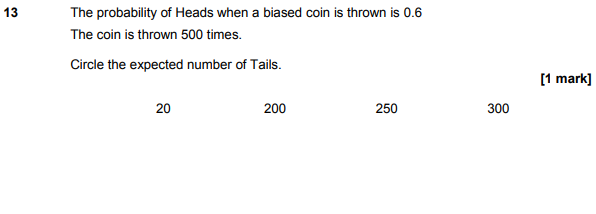 13 The probability of Heads when a biased coin is thrown is 0.6
The coin is thrown 500 times.
Circle the expected number of Tails.
[1 mark]
20 200 250 300